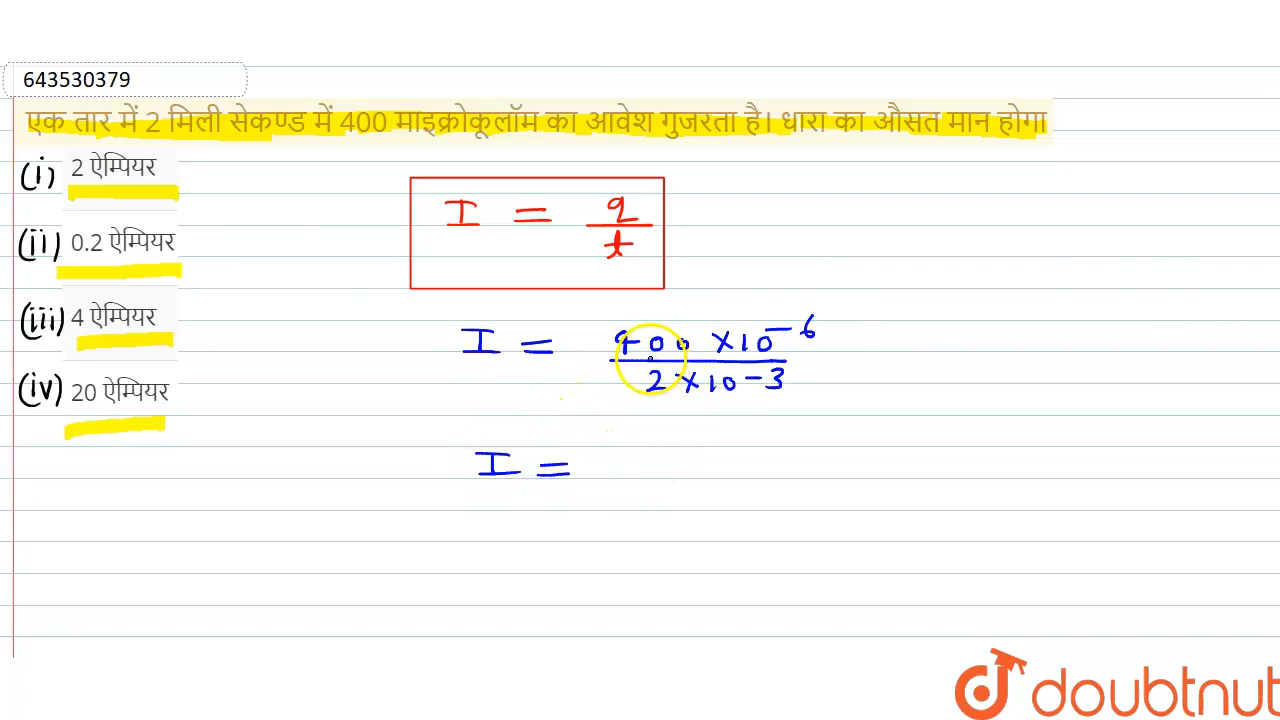 643530379
एक तार में 2 मिली सेकण्ड में 400 माइक्रोकूलॉम का आवेश गुजरता है। धारा का औसत मान होगा
(i) 2 ऐम्पियर
(ii) 0.2 ऐम्पियर
(iii) 4 ऐम्पियर
(iv) 20 ऐम्पियर
I = q
t
I = 400 × 10 – 6
2 × 10 – 3
I =
doubtnut